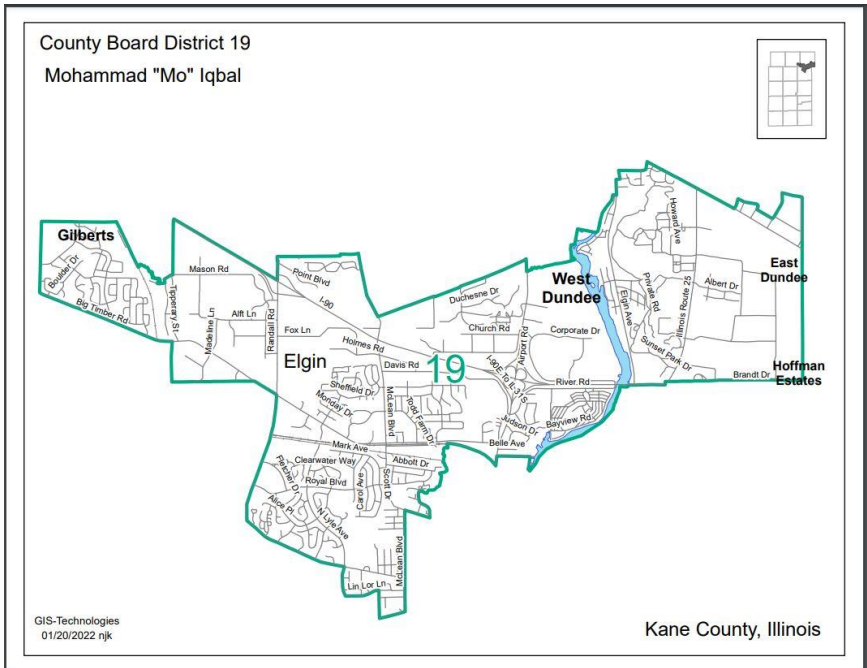 County Board District 19
Mohammad "Mo" Iqbal
Gilberts
Boulder Dr
Big Timber Rd
Tipperary St
Mason Rd
Madeline Ln
Alft Ln
Randall Rd
Point Blvd
I-90
Fox Ln
Holmes Rd
Elgin
Davis Rd
19
Sheffield Dr
Monday Dr
McLean Blvd
Todd Farm Dr
Duchesne Dr
Church Rd
Airport Rd
Corporate Dr
I-90E To IL-31 S
River Rd
Judson Dr
Bayview Rd
Belle Ave
West
Dundee
Elgin Ave
Private Rd
Howard Ave
Illinois Route 25
Albert Dr
Sunset Park Dr
East
Dundee
Brandt Dr
Hoffman
Estates
Mark Ave
Clearwater Way
Abbott Dr
Fletcher Dr
Royal Blvd
Carol Ave
Scott Dr
Alice Pl
N Lyle Ave
McLean Blvd
Lin Lor Ln
GIS-Technologies
01/20/2022 njk
Kane County, Illinois